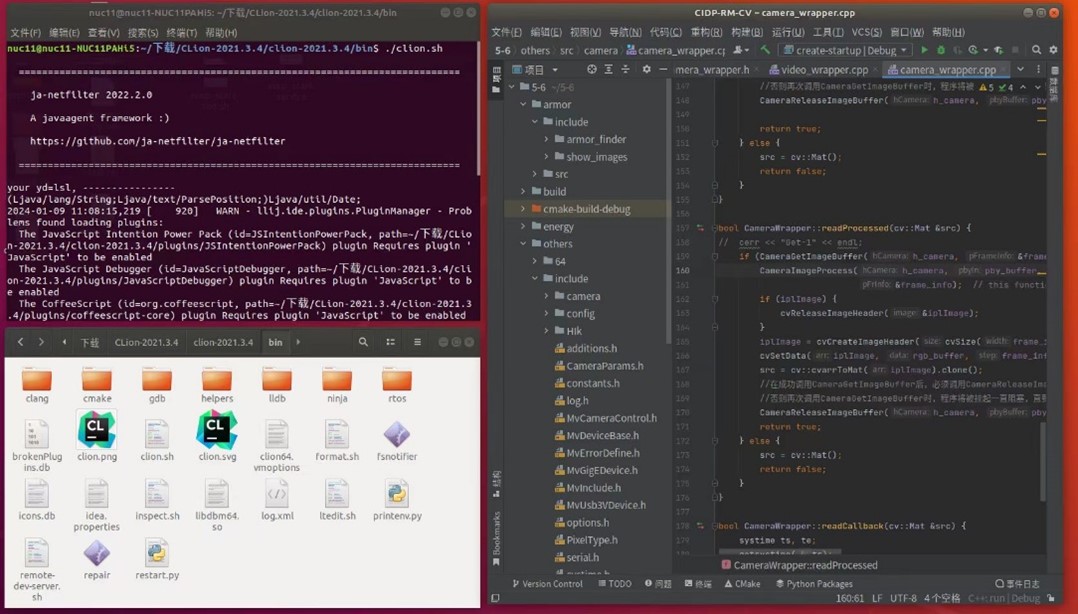 nuc11@nuc11-NUC11PAHi5: ~/下载/CLion-2021.3.4/clion-2021.3.4/bin
文件(F) 编辑(E) 查看(V) 搜索(S) 终端(T) 帮助(H)
nuc11@nuc11-NUC11PAHi5:~/下载/CLion-2021.3.4/clion-2021.3.4/bin$ ./clion.sh
ja-netfilter 2022.2.0
A javaagent framework :)
https://github.com/ja-netfilter/ja-netfilter
your yd=lsl, ----------------
(Ljava/lang/String;Ljava/text/ParsePosition;)Ljava/util/Date;
2024-01-09 11:08:15,219 [    920]   WARN - llij.ide.plugins.PluginManager - Prob
lems found loading plugins:
The JavaScript Intention Power Pack (id=JSIntentionPowerPack, path=~/下载/CLio
n-2021.3.4/clion-2021.3.4/plugins/JSIntentionPowerPack) plugin Requires plugin '
JavaScript' to be enabled
The JavaScript Debugger (id=JavaScriptDebugger, path=~/下载/CLion-2021.3.4/cli
on-2021.3.4/plugins/JavaScriptDebugger) plugin Requires plugin 'JavaScript' to b
e enabled
The CoffeeScript (id=org.coffeescript, path=~/下载/CLion-2021.3.4/clion-2021.3
.4/plugins/coffeescript-core) plugin Requires plugin 'JavaScript' to be enabled
下载 CLion-2021.3.4 clion-2021.3.4 bin
clang cmake gdb helpers lldb ninja rtos
brokenPlug
ins.db
clion.png clion.sh clion.svg
clion64.
vmoptions
format.sh fsnotifier
icons.db
idea.
properties
inspect.sh
libdbm64.
so
log.xml ltedit.sh printenv.py
remote-
dev-server.
sh
repair restart.py
CIDP-RM-CV – camera_wrapper.cpp
文件(F) 编辑(E) 视图(V) 导航(N) 代码(C) 重构(R) 构建(B) 运行(U) 工具(T) VCS(S) 窗口(W) 帮助(H)
5-6 others src camera camera_wrapper.c create-startup | Debug
项目 mera_wrapper.h video_wrapper.cpp camera_wrapper.cpp
5-6 ~/5-6
armor
include
armor_finder
show_images
src
build
cmake-build-debug
energy
others
64
include
camera
config
HIk
additions.h
CameraParams.h
constants.h
log.h
MvCameraControl.h
MvDeviceBase.h
MvErrorDefine.h
MvGigEDevice.h
MvInclude.h
MvUsb3VDevice.h
options.h
PixelType.h
serial.h
147 //否则再次调用CameraGetImageBuffer时，程序将被 5 4
148 CameraReleaseImageBuffer( hCamera: h_camera, pbyBuffer: pby
149
150 return true;
151 } else {
152 src = cv::Mat();
153 return false;
154 }
155 }
156
157 bool CameraWrapper::readProcessed(cv::Mat &src) {
158 // cerr << "Get-1" << endl;
159 if (CameraGetImageBuffer( hCamera: h_camera, pFrameInfo: &frame
160 CameraImageProcess( hCamera: h_camera, pbyIn: pby_buffer
161 pFrInfo: &frame_info); // this functi
162 if (iplImage) {
163 cvReleaseImageHeader( image: &iplImage);
164 }
165 iplImage = cvCreateImageHeader( size: cvSize( width: frame_i
166 cvSetData( arr: iplImage, data: rgb_buffer, step: frame_inf
167 src = cv::cvarrToMat( arr: iplImage).clone();
168 //在成功调用CameraGetImageBuffer后，必须调用CameraReleaseIma
169 //否则再次调用CameraGetImageBuffer时，程序将被挂起一直阻塞，直
170 CameraReleaseImageBuffer( hCamera: h_camera, pbyBuffer: pby
171 return true;
172 } else {
173 src = cv::Mat();
174 return false;
175 }
176 }
177
178 bool CameraWrapper::readCallback(cv::Mat &src) {
systime ts, te;
CameraWrapper::readProcessed
结构
Bookmarks
Version Control TODO 问题 终端 CMake Python Packages 事件日志
160:61 LF UTF-8 4 个空格 C++: run | Debug